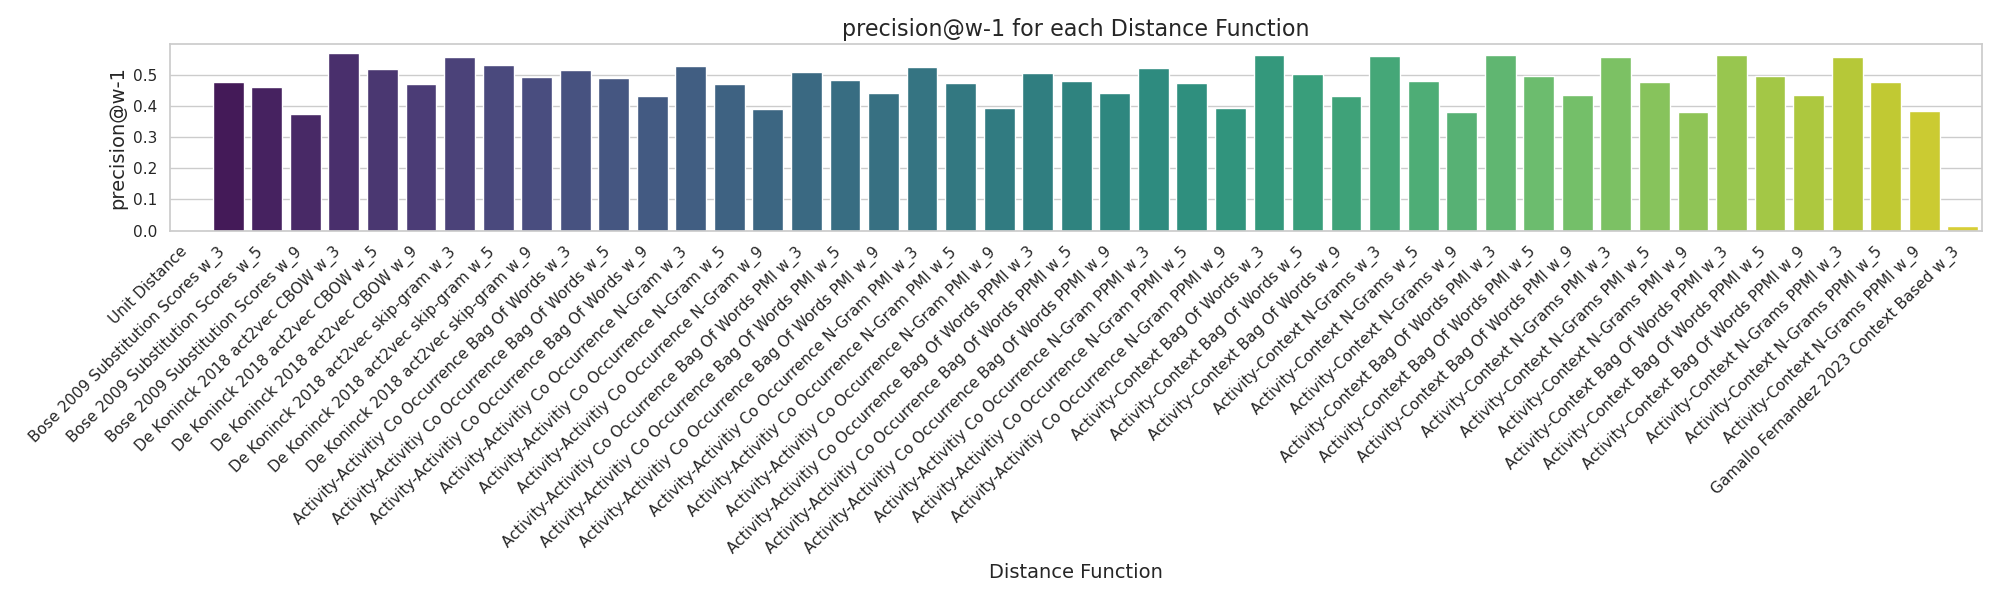 precision@w-1 for each Distance Function
precision@w-1
0.5
0.4
0.3
0.2
0.1
0.0
Unit Distance
Bose 2009 Substitution Scores w_3
Bose 2009 Substitution Scores w_5
Bose 2009 Substitution Scores w_9
De Koninck 2018 act2vec CBOW w_3
De Koninck 2018 act2vec CBOW w_5
De Koninck 2018 act2vec CBOW w_9
De Koninck 2018 act2vec skip-gram w_3
De Koninck 2018 act2vec skip-gram w_5
De Koninck 2018 act2vec skip-gram w_9
Activity-Activitiy Co Occurrence Bag Of Words w_3
Activity-Activitiy Co Occurrence Bag Of Words w_5
Activity-Activitiy Co Occurrence Bag Of Words w_9
Activity-Activitiy Co Occurrence N-Gram w_3
Activity-Activitiy Co Occurrence N-Gram w_5
Activity-Activitiy Co Occurrence N-Gram w_9
Activity-Activitiy Co Occurrence Bag Of Words PMI w_3
Activity-Activitiy Co Occurrence Bag Of Words PMI w_5
Activity-Activitiy Co Occurrence Bag Of Words PMI w_9
Activity-Activitiy Co Occurrence N-Gram PMI w_3
Activity-Activitiy Co Occurrence N-Gram PMI w_5
Activity-Activitiy Co Occurrence N-Gram PMI w_9
Activity-Activitiy Co Occurrence Bag Of Words PPMI w_3
Activity-Activitiy Co Occurrence Bag Of Words PPMI w_5
Activity-Activitiy Co Occurrence Bag Of Words PPMI w_9
Activity-Activitiy Co Occurrence N-Gram PPMI w_3
Activity-Activitiy Co Occurrence N-Gram PPMI w_5
Activity-Activitiy Co Occurrence N-Gram PPMI w_9
Activity-Context Bag Of Words w_3
Activity-Context Bag Of Words w_5
Activity-Context Bag Of Words w_9
Activity-Context N-Grams w_3
Activity-Context N-Grams w_5
Activity-Context N-Grams w_9
Activity-Context Bag Of Words PMI w_3
Activity-Context Bag Of Words PMI w_5
Activity-Context Bag Of Words PMI w_9
Activity-Context N-Grams PMI w_3
Activity-Context N-Grams PMI w_5
Activity-Context N-Grams PMI w_9
Activity-Context Bag Of Words PPMI w_3
Activity-Context Bag Of Words PPMI w_5
Activity-Context Bag Of Words PPMI w_9
Activity-Context N-Grams PPMI w_3
Activity-Context N-Grams PPMI w_5
Activity-Context N-Grams PPMI w_9
Gamallo Fernandez 2023 Context Based w_3
Distance Function